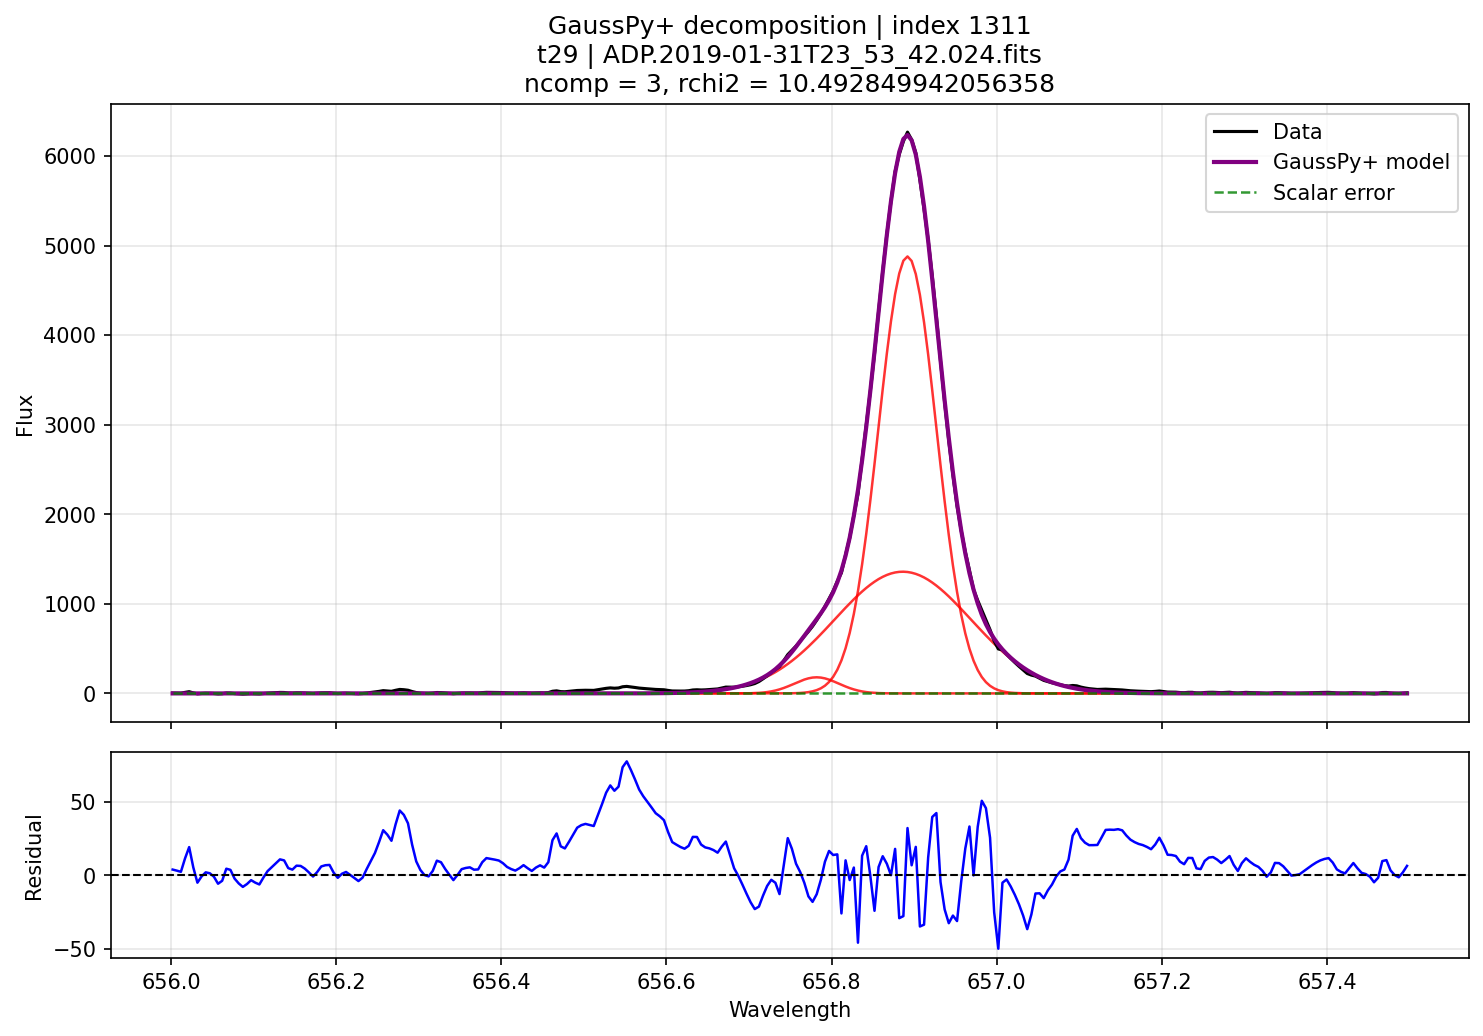 GaussPy+ decomposition | index 1311
t29 | ADP.2019-01-31T23_53_42.024.fits
ncomp = 3, rchi2 = 10.492849942056358
Data
GaussPy+ model
Scalar error
6000
5000
4000
3000
2000
1000
0
Flux
50
0
−50
Residual
656.0
656.2
656.4
656.6
656.8
657.0
657.2
657.4
Wavelength